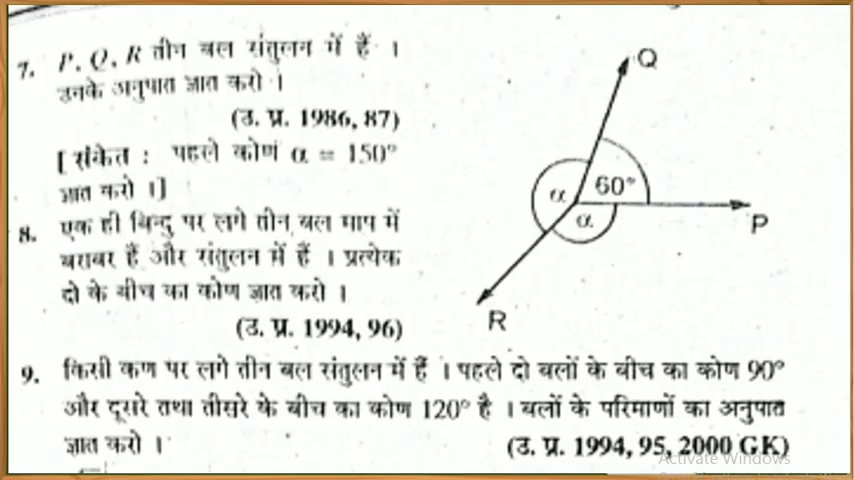 7. P, Q, R तीन बल संतुलन में हैं ।
उनके अनुपात ज्ञात करो ।
(उ. प्र. 1986, 87)
[ संकेत : पहले कोण α = 150°
ज्ञात करो ।]
8. एक ही बिन्दु पर लगे तीन बल माप में
बराबर हैं और संतुलन में हैं । प्रत्येक
दो के बीच का कोण ज्ञात करो ।
(उ. प्र. 1994, 96)
Q
α 60°
P
α
R
9. किसी कण पर लगे तीन बल संतुलन में हैं । पहले दो बलों के बीच का कोण 90°
और दूसरे तथा तीसरे के बीच का कोण 120° है । बलों के परिमाणों का अनुपात
ज्ञात करो ।
(उ. प्र. 1994, 95, 2000 GK)
Activate Windows